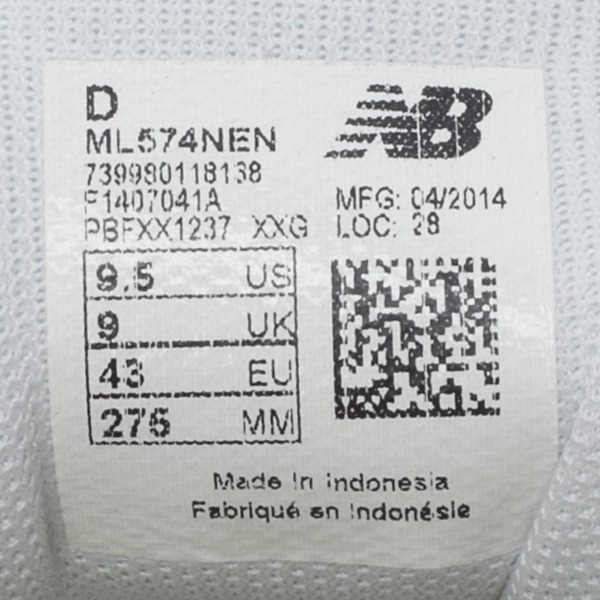 D
NB
ML574NEN
739980118138
F1407041A
MFG: 04/2014
PBFXX1237 XXG
LOC: 28
9.5 US
9 UK
43 EU
275 MM
Made In Indonesia
Fabriqué en Indonésie